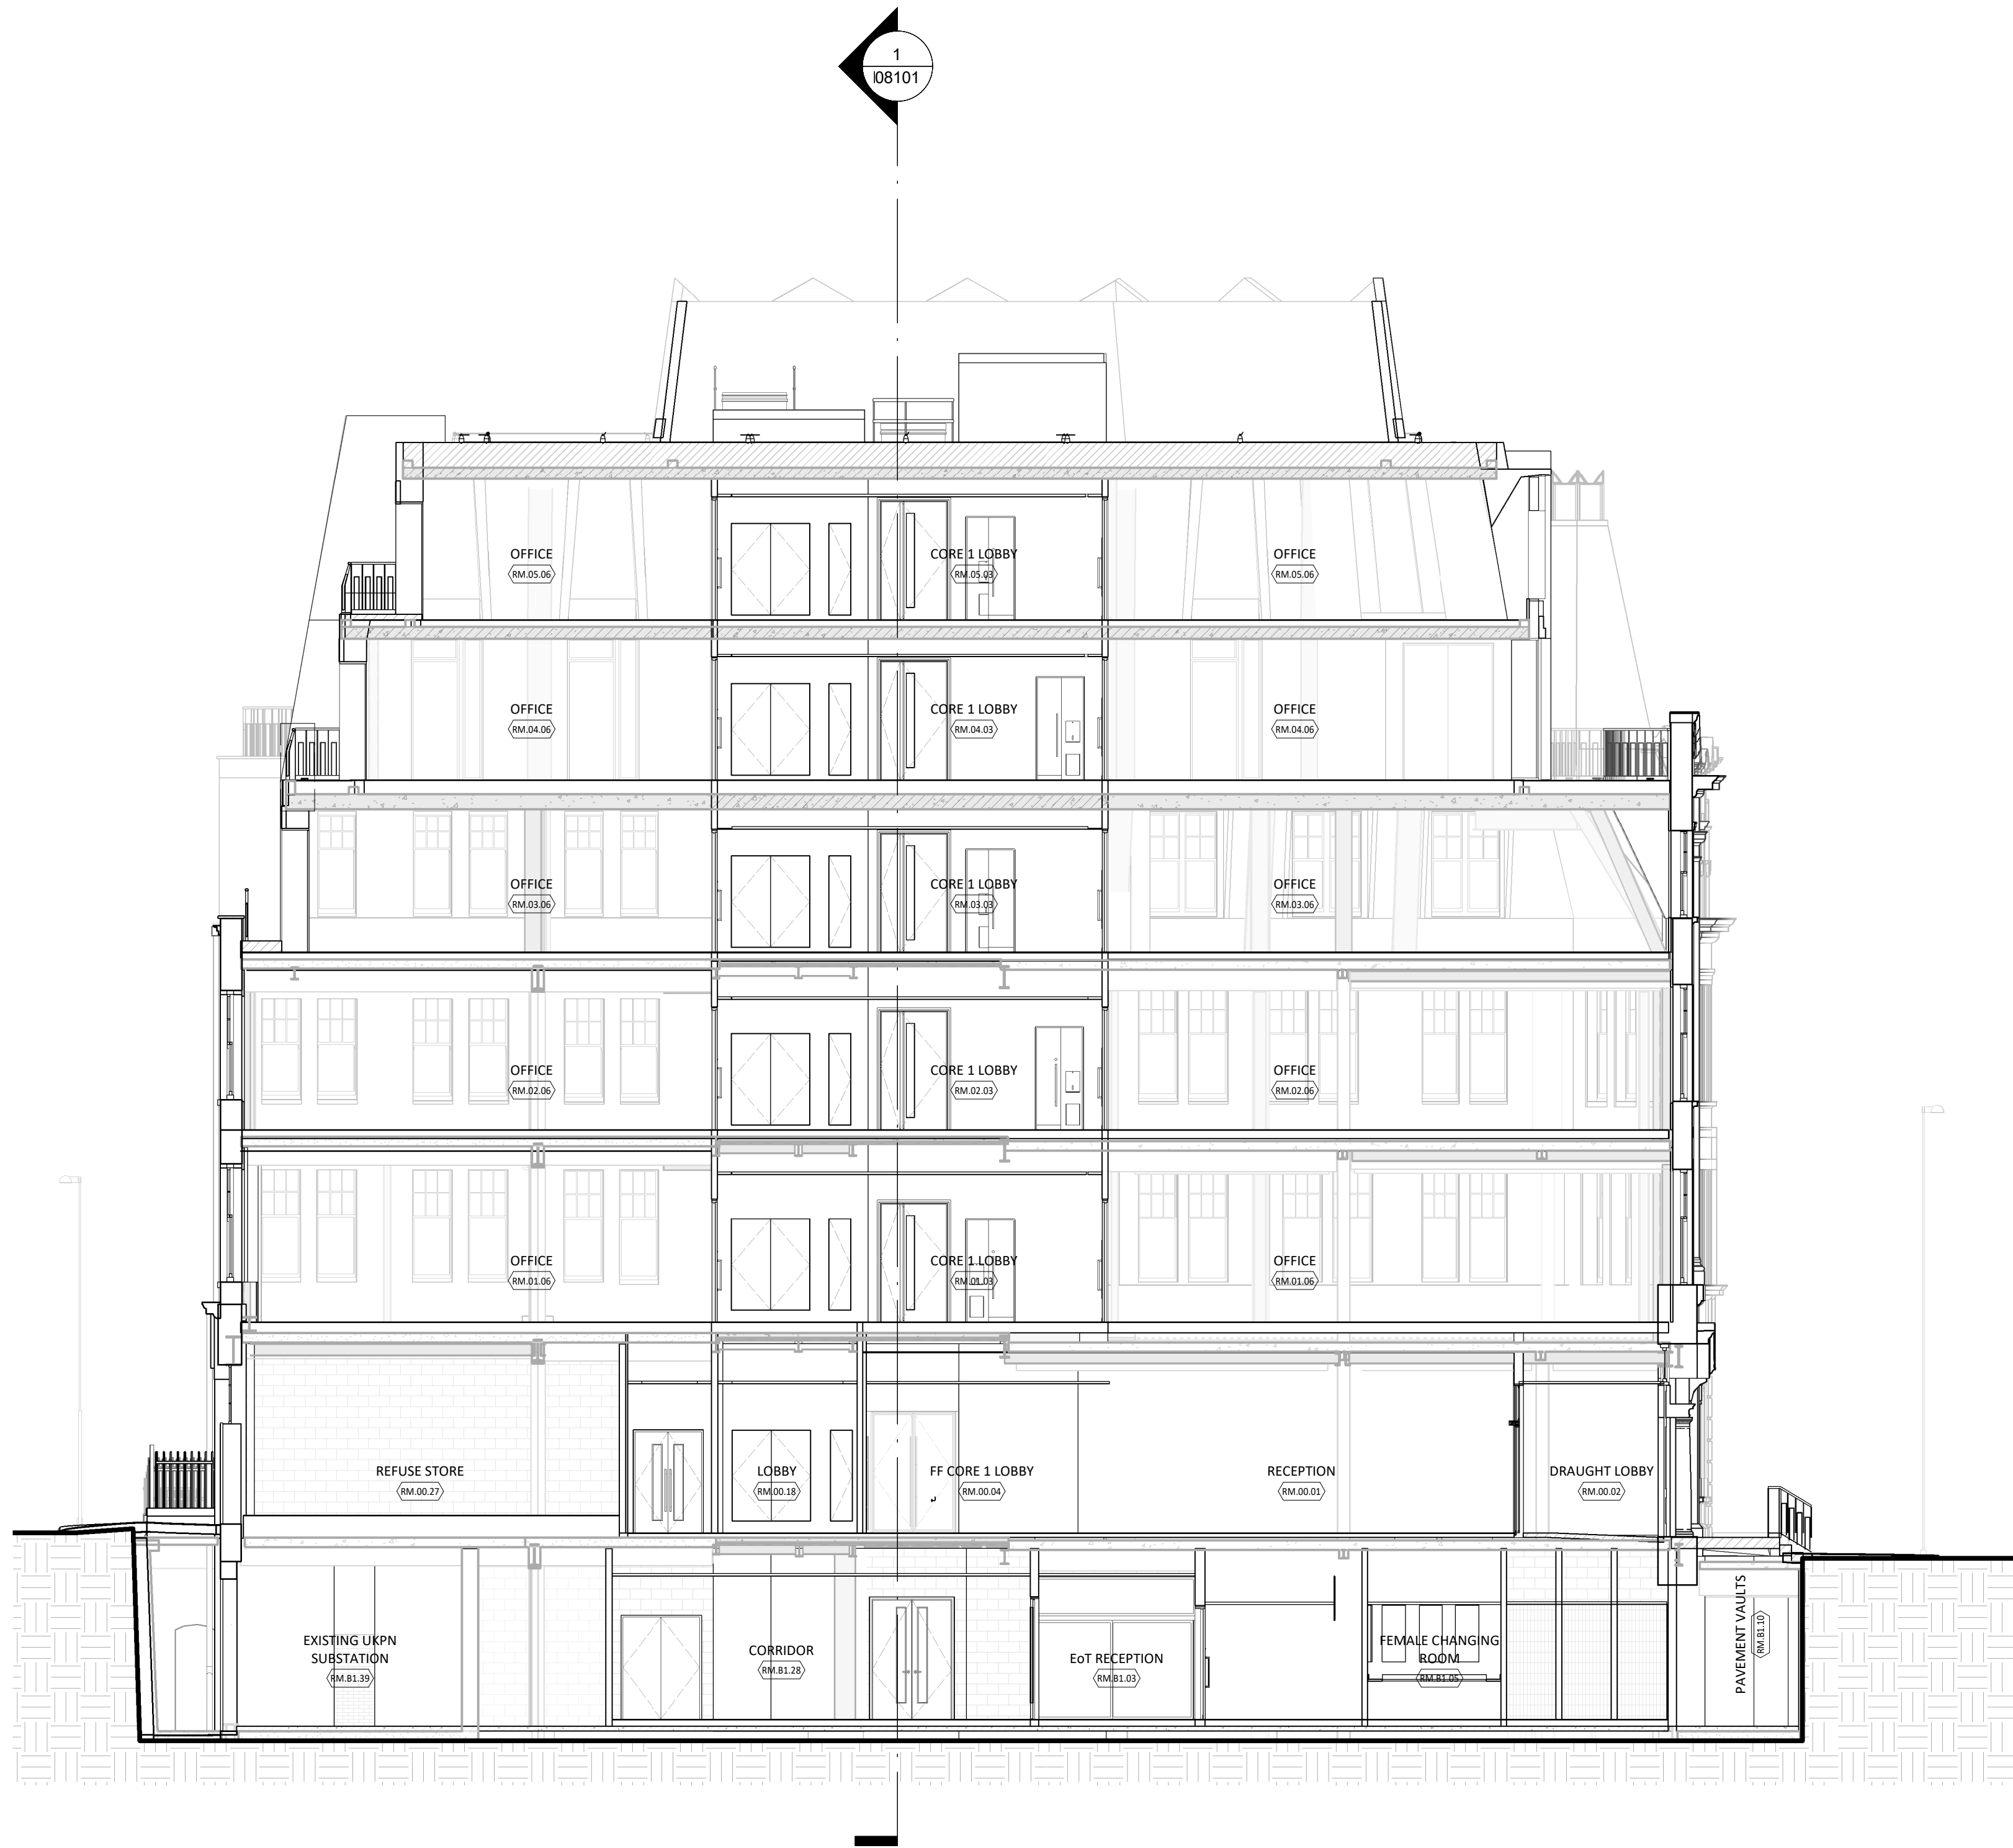 1
08101
OFFICE
RM.05.06
CORE 1 LOBBY
RM.05.03
OFFICE
RM.05.06
OFFICE
RM.04.06
CORE 1 LOBBY
RM.04.03
OFFICE
RM.04.06
OFFICE
RM.03.06
CORE 1 LOBBY
RM.03.03
OFFICE
RM.03.06
OFFICE
RM.02.06
CORE 1 LOBBY
RM.02.03
OFFICE
RM.02.06
OFFICE
RM.01.06
CORE 1 LOBBY
RM.01.03
OFFICE
RM.01.06
REFUSE STORE
RM.00.27
LOBBY
RM.00.18
FF CORE 1 LOBBY
RM.00.04
RECEPTION
RM.00.01
DRAUGHT LOBBY
RM.00.02
EXISTING UKPN
SUBSTATION
RM.B1.39
CORRIDOR
RM.B1.28
EoT RECEPTION
RM.B1.03
FEMALE CHANGING
ROOM
RM.B1.05
PAVEMENT VAULTS
RM.B1.10